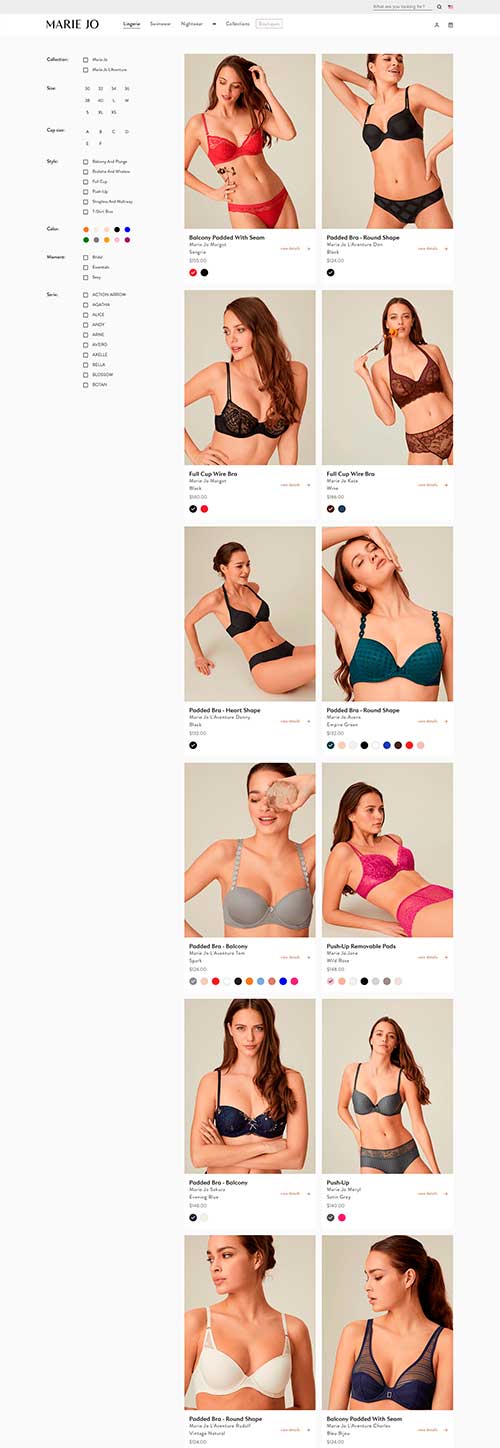 What are you looking for?
MARIE JO
Lingerie Swimwear Nightwear Collections Boutiques
Collection:
Marie Jo
Marie Jo L'Aventure
Size:
30 32 34 36
38 40 L M
S XL XS
Cup size:
A B C D
E F
Style:
Balcony And Plunge
Bralette And Wireless
Full Cup
Push-Up
Strapless And Multiway
T-Shirt Bras
Color:
Moment:
Bridal
Essentials
Sexy
Serie:
ACTION ARROW
AGATHA
ALICE
ANDY
ARNE
AVERO
AXELLE
BELLA
BLOSSOM
BOTAN
Balcony Padded With Seam
Marie Jo Margot
Sangria
view details
$155.00
Padded Bra - Round Shape
Marie Jo L'Aventure Dan
Black
view details
$124.00
Full Cup Wire Bra
Marie Jo Margot
Black
view details
Full Cup Wire Bra
Marie Jo Kate
Wine
view details
Padded Bra - Heart Shape
Marie Jo L'Aventure Danny
Black
view details
$132.00
Padded Bra - Round Shape
Marie Jo Avero
Empire Green
view details
$132.00
Padded Bra - Balcony
Marie Jo L'Aventure Tom
Spark
view details
$124.00
Push-Up Removable Pads
Marie Jo Jane
Wild Rose
view details
$148.00
Padded Bra - Balcony
Marie Jo Sakura
Evening Blue
view details
$148.00
Push-Up
Marie Jo Meryl
Satin Grey
view details
$140.00
Padded Bra - Round Shape
Marie Jo L'Aventure Rudolf
Vintage Natural
view details
$124.00
Balcony Padded With Seam
Marie Jo L'Aventure Charles
Bleu Bijou
view details
$124.00